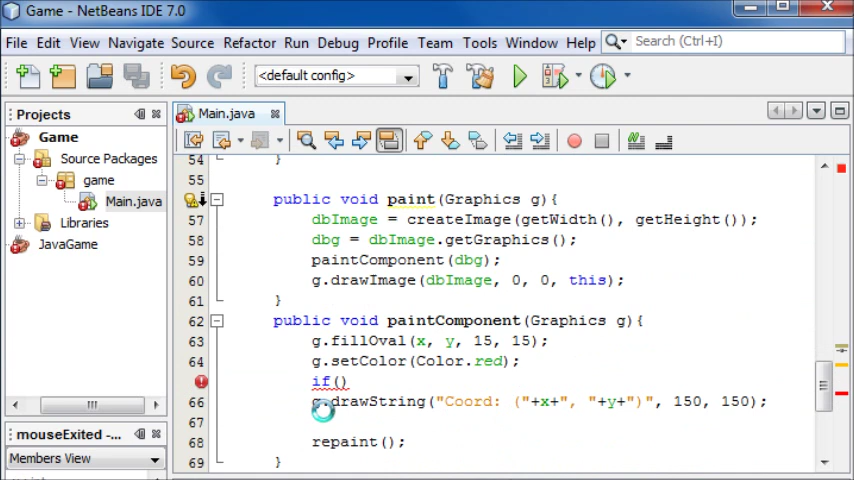 Game - NetBeans IDE 7.0
File Edit View Navigate Source Refactor Run Debug Profile Team Tools Window Help Search (Ctrl+I)
<default config>
Projects
Main.java
Game
Source Packages
game
Main.java
Libraries
JavaGame
mouseExited -...
Members View
54 }
55
public void paint(Graphics g){
57 dbImage = createImage(getWidth(), getHeight());
58 dbg = dbImage.getGraphics();
59 paintComponent(dbg);
60 g.drawImage(dbImage, 0, 0, this);
61 }
62 public void paintComponent(Graphics g){
63 g.fillOval(x, y, 15, 15);
64 g.setColor(Color.red);
if()
66 g.drawString("Coord: ("+x+", "+y+")", 150, 150);
67
68 repaint();
69 }